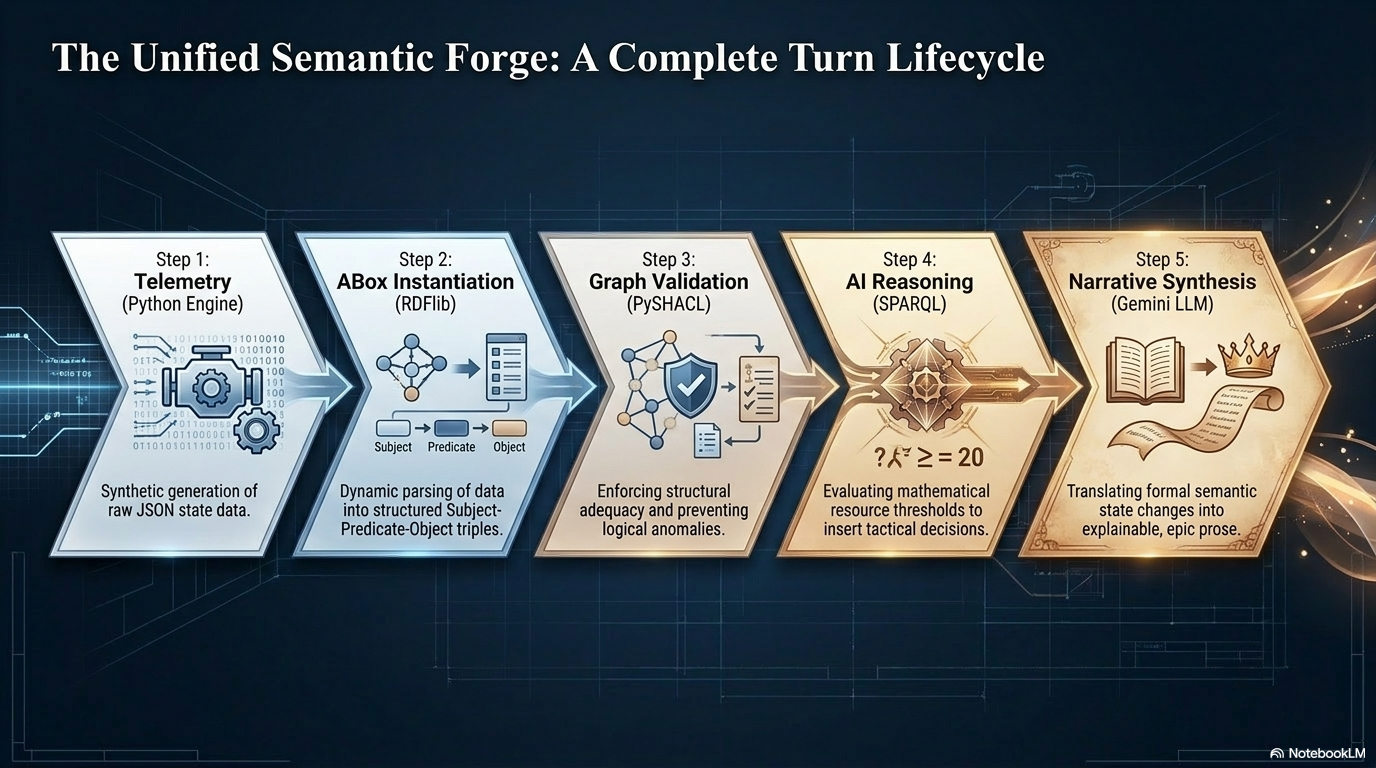 The Unified Semantic Forge: A Complete Turn Lifecycle
Step 1:
Telemetry
(Python Engine)
Synthetic generation of
raw JSON state data.
Step 2:
ABox Instantiation
(RDFlib)
Subject
Predicate
Object
Dynamic parsing of data
into structured Subject-
Predicate-Object triples.
Step 3:
Graph Validation
(PySHACL)
Enforcing structural
adequacy and preventing
logical anomalies.
Step 4:
AI Reasoning
(SPARQL)
≥ = 20
Evaluating mathematical
resource thresholds to
insert tactical decisions.
Step 5:
Narrative Synthesis
(Gemini LLM)
Translating formal semantic
state changes into
explainable, epic prose.
NotebookLM